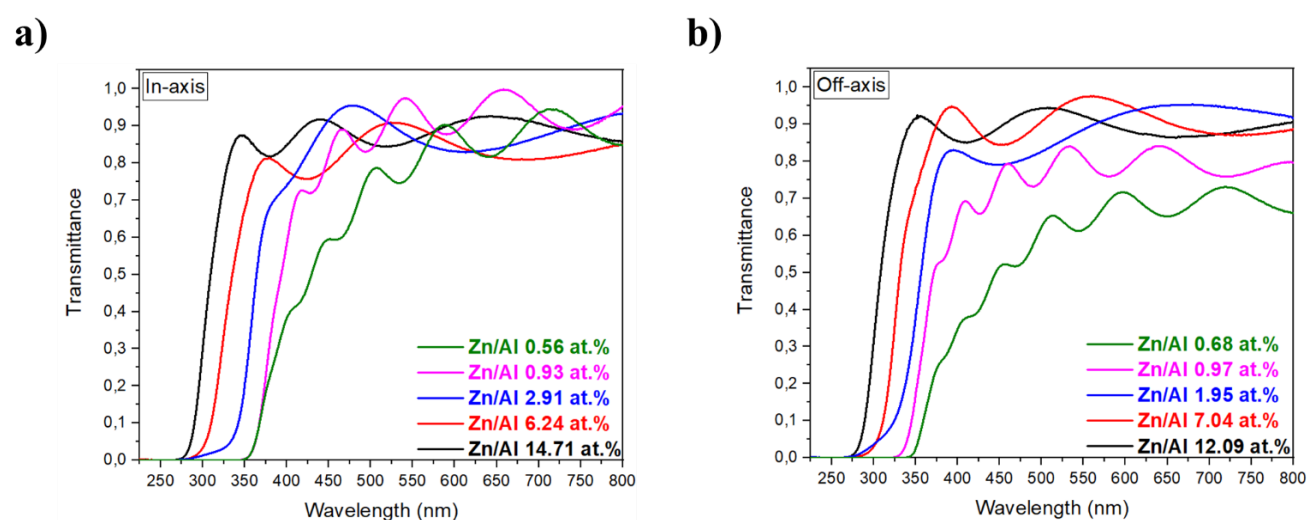 a)
In-axis
1,0
0,9
0,8
0,7
0,6
0,5
0,4
0,3
0,2
0,1
0,0
Transmittance
Zn/Al 0.56 at.%
Zn/Al 0.93 at.%
Zn/Al 2.91 at.%
Zn/Al 6.24 at.%
Zn/Al 14.71 at.%
250 300 350 400 450 500 550 600 650 700 750 800
Wavelength (nm)
b)
Off-axis
1,0
0,9
0,8
0,7
0,6
0,5
0,4
0,3
0,2
0,1
0,0
Transmittance
Zn/Al 0.68 at.%
Zn/Al 0.97 at.%
Zn/Al 1.95 at.%
Zn/Al 7.04 at.%
Zn/Al 12.09 at.%
250 300 350 400 450 500 550 600 650 700 750 800
Wavelength (nm)